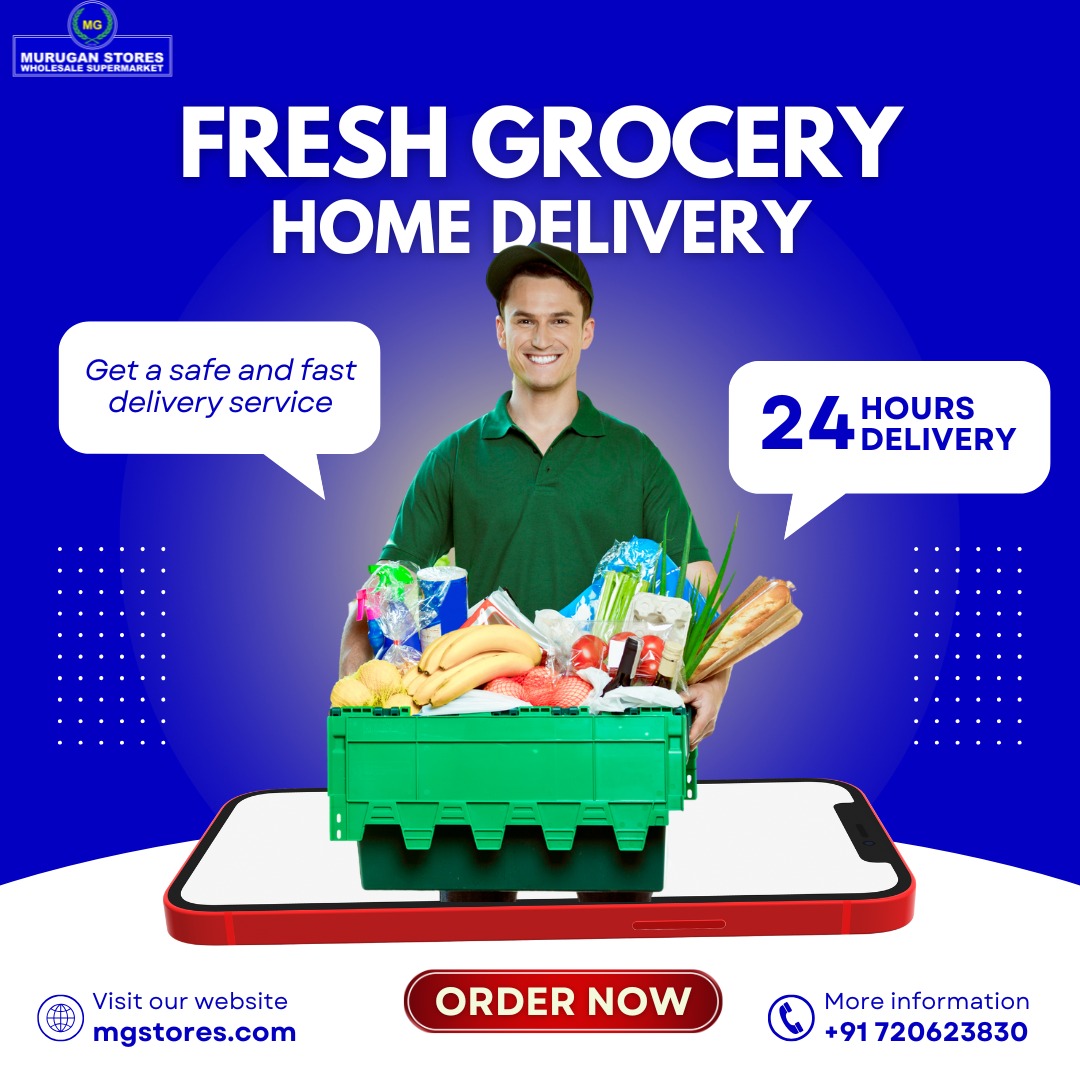 MG
MURUGAN STORES
WHOLESALE SUPERMARKET
FRESH GROCERY
HOME DELIVERY
Get a safe and fast
delivery service
24 HOURS
DELIVERY
Visit our website
mgstores.com
ORDER NOW
More information
+91 720623830